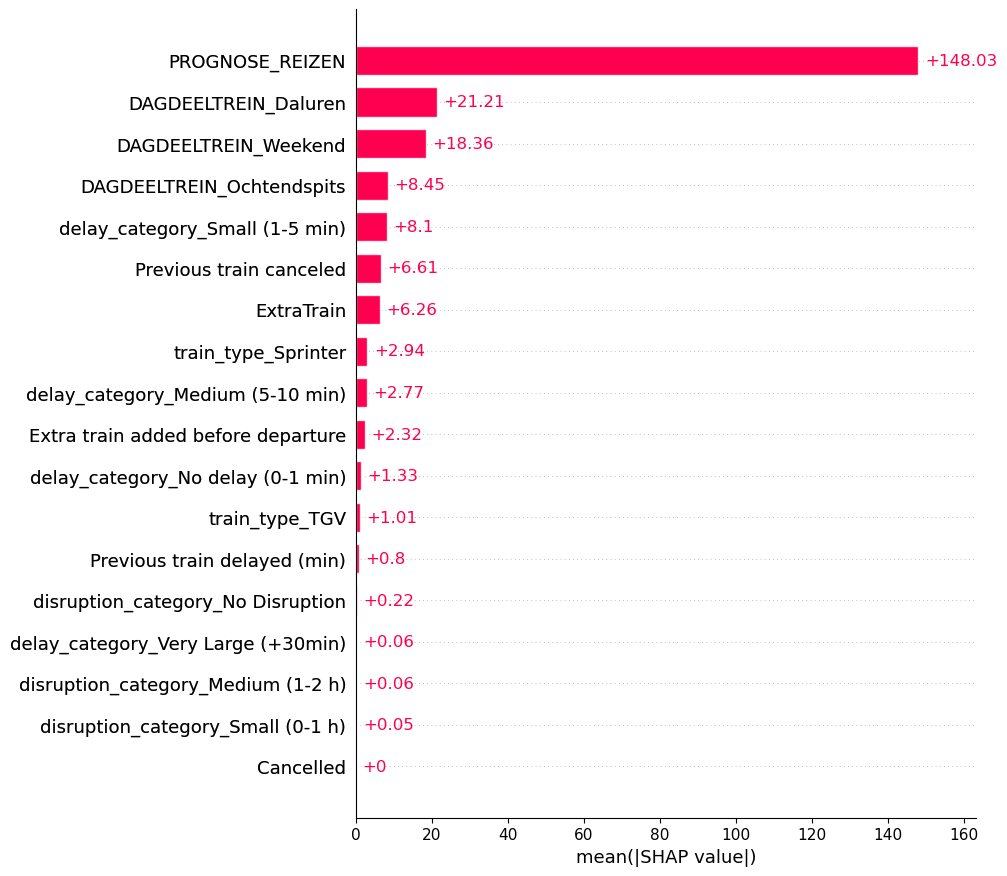 PROGNOSE_REIZEN +148.03
DAGDEELTREIN_Daluren +21.21
DAGDEELTREIN_Weekend +18.36
DAGDEELTREIN_Ochtendspits +8.45
delay_category_Small (1-5 min) +8.1
Previous train canceled +6.61
ExtraTrain +6.26
train_type_Sprinter +2.94
delay_category_Medium (5-10 min) +2.77
Extra train added before departure +2.32
delay_category_No delay (0-1 min) +1.33
train_type_TGV +1.01
Previous train delayed (min) +0.8
disruption_category_No Disruption +0.22
delay_category_Very Large (+30min) +0.06
disruption_category_Medium (1-2 h) +0.06
disruption_category_Small (0-1 h) +0.05
Cancelled +0
0 20 40 60 80 100 120 140 160
mean(|SHAP value|)